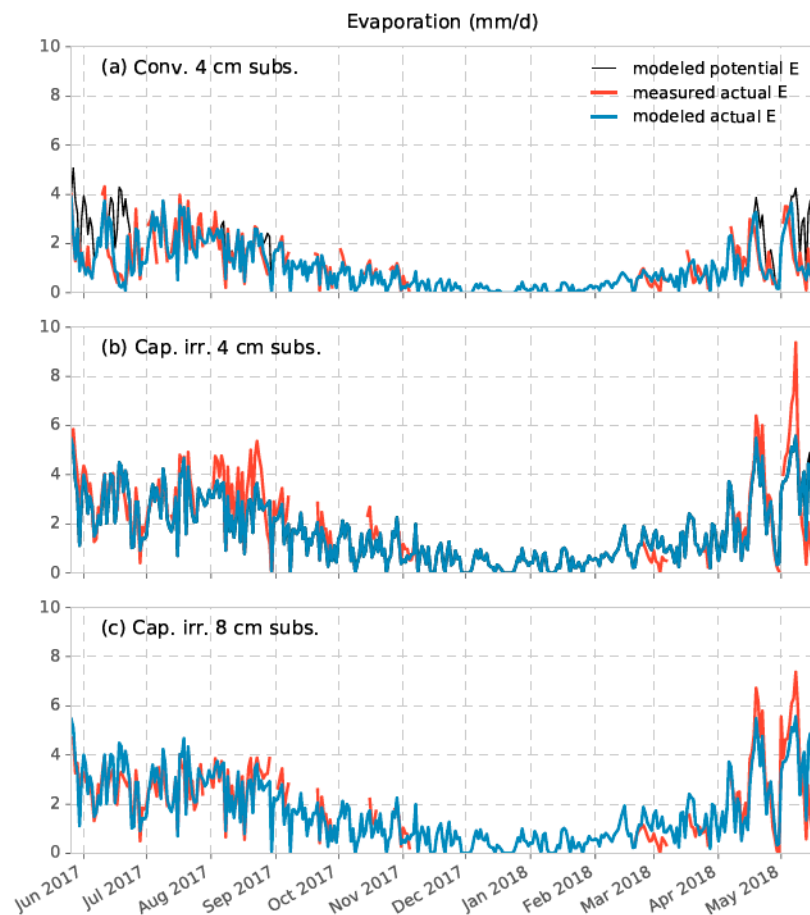 Evaporation (mm/d)
10
(a) Conv. 4 cm subs.
modeled potential E
measured actual E
modeled actual E
8
6
4
2
0
10
(b) Cap. irr. 4 cm subs.
8
6
4
2
0
10
(c) Cap. irr. 8 cm subs.
8
6
4
2
0
Jun 2017 Jul 2017 Aug 2017 Sep 2017 Oct 2017 Nov 2017 Dec 2017 Jan 2018 Feb 2018 Mar 2018 Apr 2018 May 2018